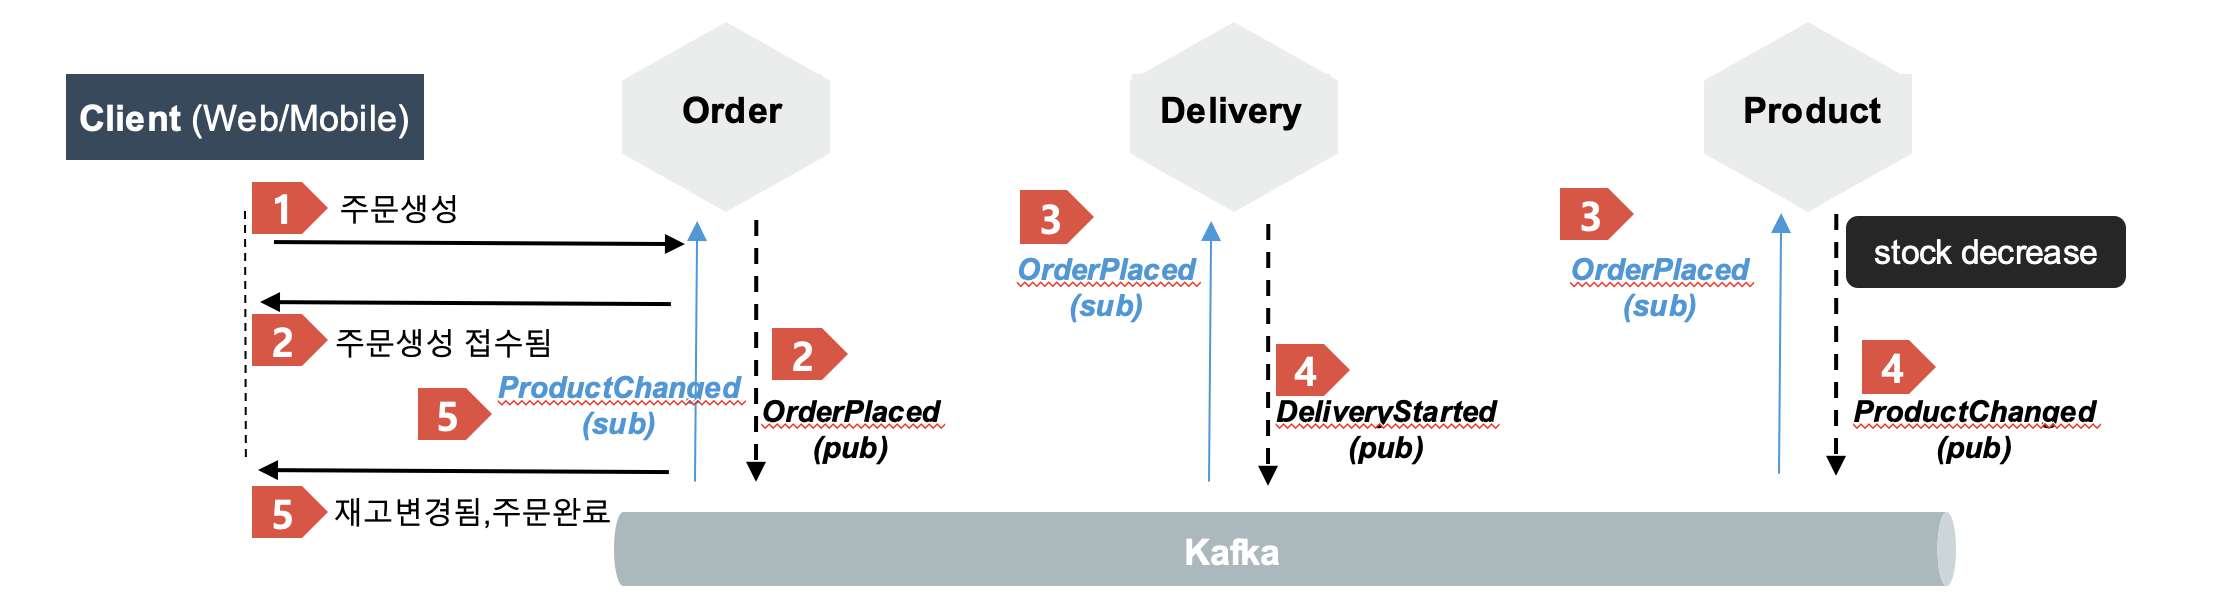 Client (Web/Mobile)
Order
Delivery
Product
1 주문생성
2 주문생성 접수됨
5 ProductChanged
(sub)
2
OrderPlaced
(pub)
5 재고변경됨,주문완료
3
OrderPlaced
(sub)
4
DeliveryStarted
(pub)
3
OrderPlaced
(sub)
stock decrease
4
ProductChanged
(pub)
Kafka